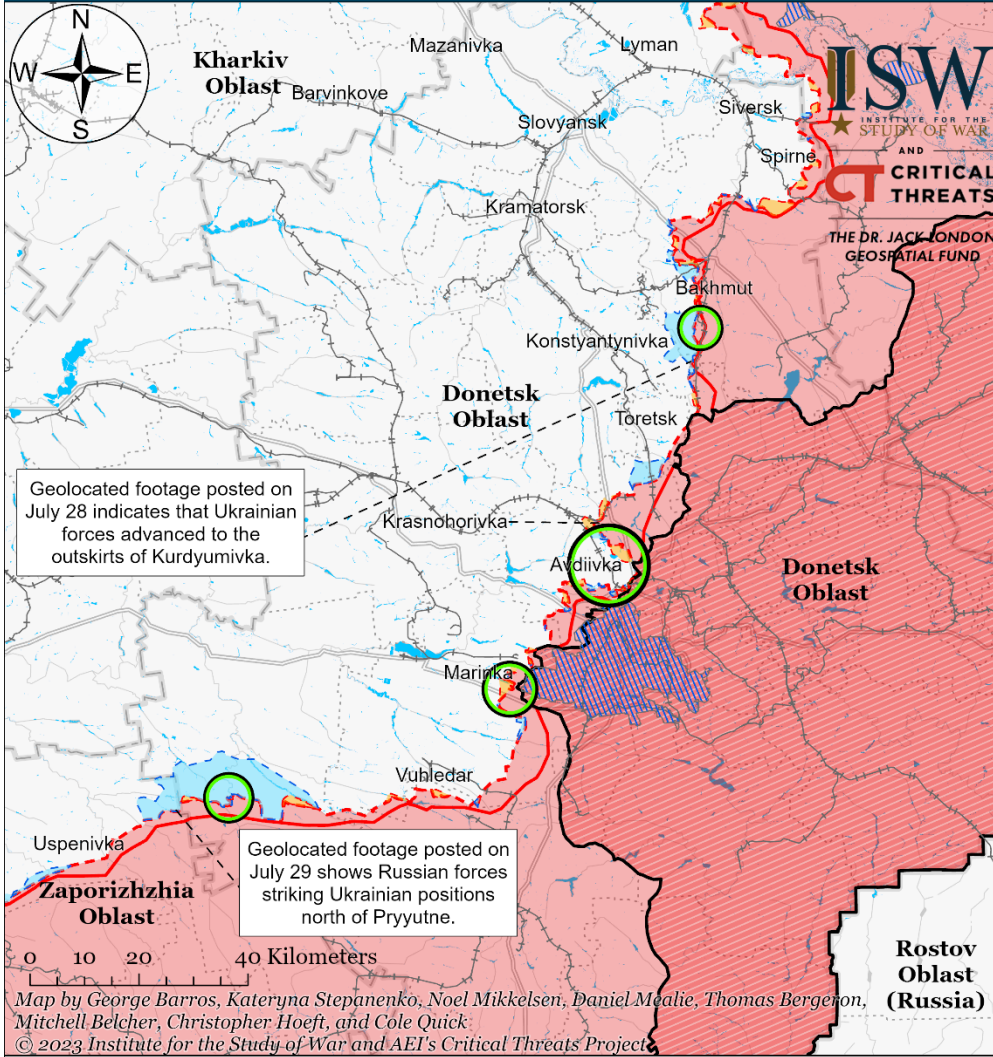 N
W
E
S
Kharkiv
Oblast
Mazanivka
Lyman
Barvinkove
Slovyansk
Siversk
Spirne
Kramatorsk
ISW
INSTITUTE FOR THE
STUDY OF WAR
AND
CT CRITICAL
THREATS
THE DR. JACK LONDON
GEOSPATIAL FUND
Bakhmut
Konstyantynivka
Donetsk
Oblast
Toretsk
Geolocated footage posted on
July 28 indicates that Ukrainian
forces advanced to the
outskirts of Kurdyumivka.
Krasnohorivka
Avdiivka
Donetsk
Oblast
Marinka
Vuhledar
Uspenivka
Geolocated footage posted on
July 29 shows Russian forces
striking Ukrainian positions
north of Pryyutne.
Zaporizhzhia
Oblast
Rostov
Oblast
(Russia)
0 10 20 40 Kilometers
Map by George Barros, Kateryna Stepanenko, Noel Mikkelsen, Daniel Mealie, Thomas Bergeron,
Mitchell Belcher, Christopher Hoeft, and Cole Quick
© 2023 Institute for the Study of War and AEI's Critical Threats Project